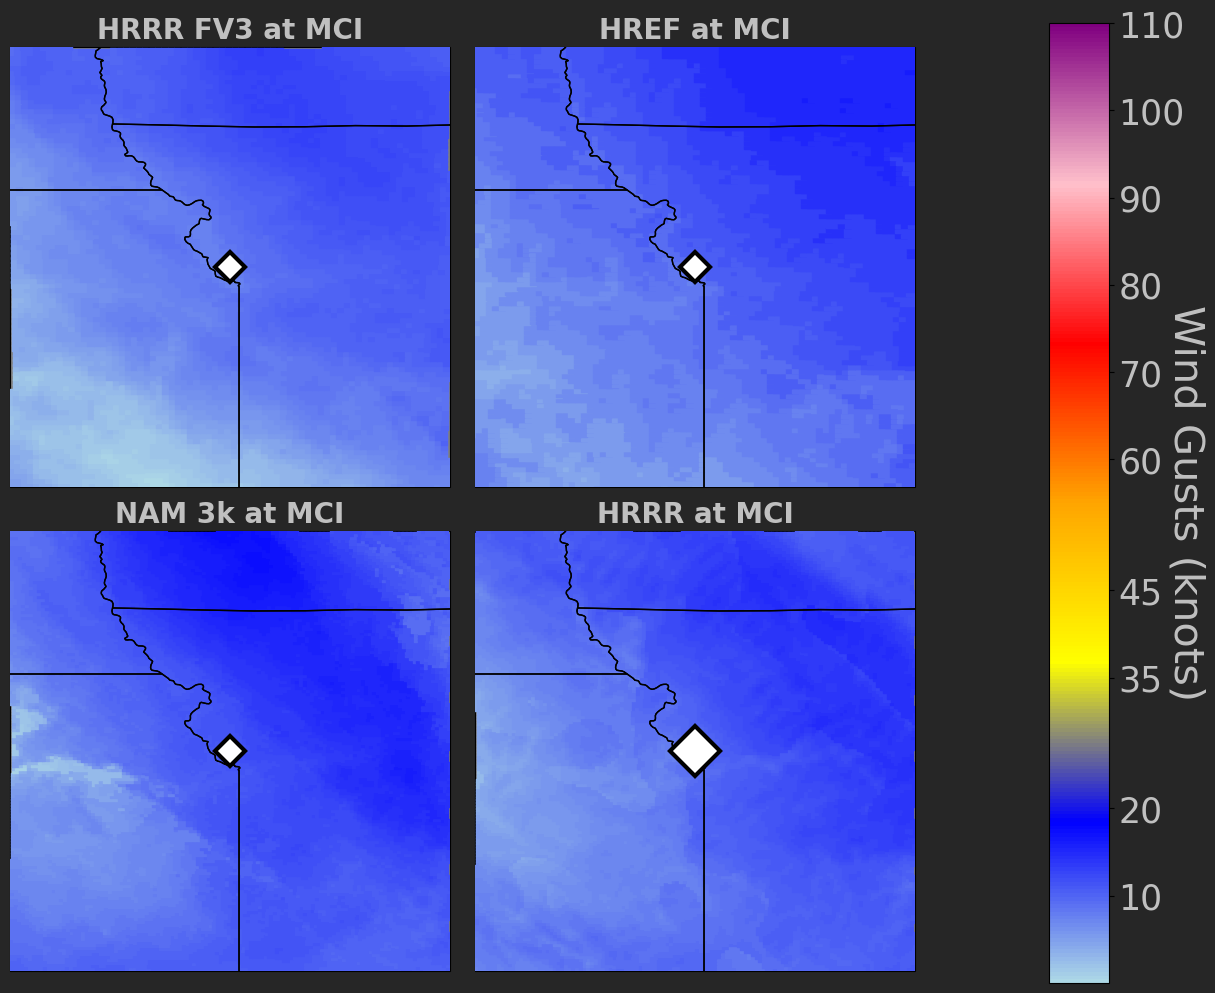 HRRR FV3 at MCI
HREF at MCI
NAM 3k at MCI
HRRR at MCI
110
100
90
80
70
60
45
35
20
10
Wind Gusts (knots)